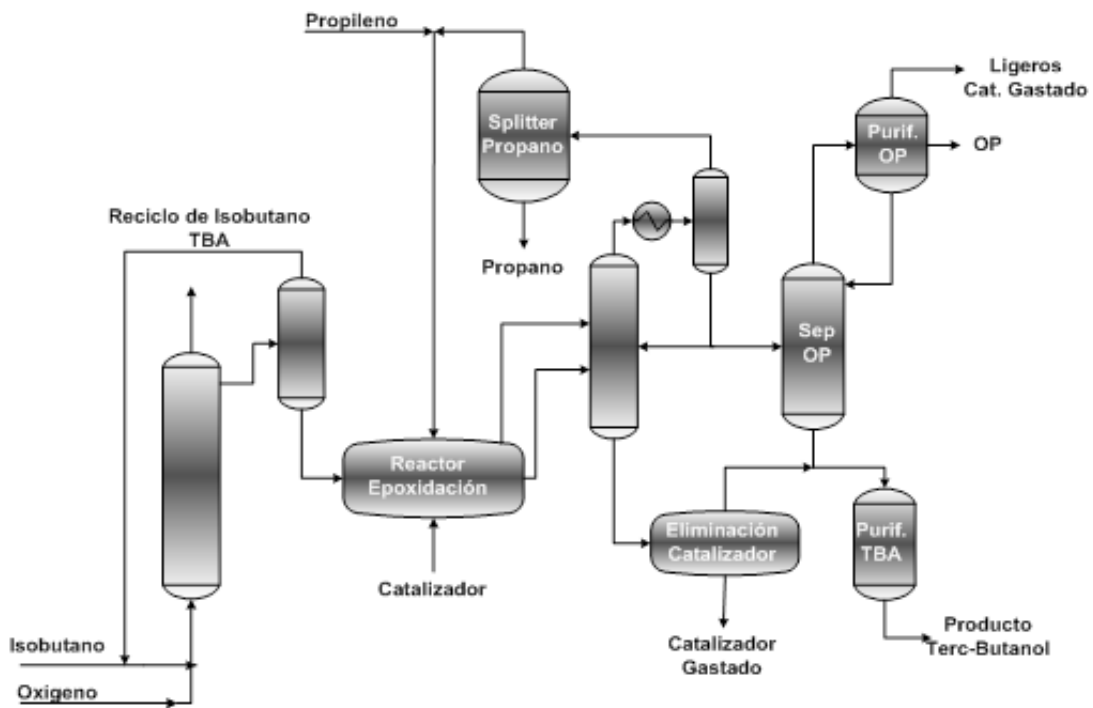 Propileno
Ligeros
Cat. Gastado
Splitter
Propano
Purif.
OP
OP
Reciclo de Isobutano
TBA
Propano
Sep
OP
Reactor
Epoxidación
Eliminación
Catalizador
Purif.
TBA
Catalizador
Isobutano
Oxigeno
Catalizador
Gastado
Producto
Terc-Butanol